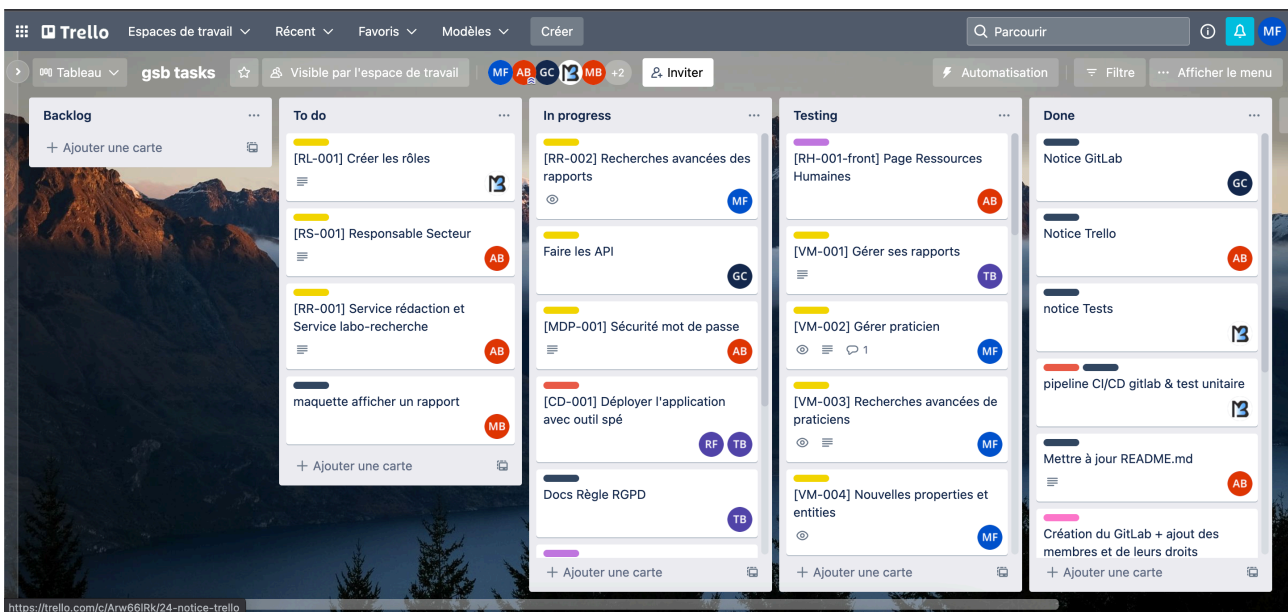 Trello Espaces de travail Récent Favoris Modèles Créer Parcourir MF
Tableau gsb tasks Visible par l'espace de travail MF AB GC MB +2 Inviter Automatisation Filtre ... Afficher le menu
Backlog ...
+ Ajouter une carte
To do ...
[RL-001] Créer les rôles
[RS-001] Responsable Secteur
AB
[RR-001] Service rédaction et
Service labo-recherche
AB
maquette afficher un rapport
MB
+ Ajouter une carte
In progress ...
[RR-002] Recherches avancées des
rapports
MF
Faire les API
GC
[MDP-001] Sécurité mot de passe
AB
[CD-001] Déployer l'application
avec outil spé
RF TB
Docs Règle RGPD
TB
+ Ajouter une carte
Testing ...
[RH-001-front] Page Ressources
Humaines
AB
[VM-001] Gérer ses rapports
TB
[VM-002] Gérer praticien
1 MF
[VM-003] Recherches avancées de
praticiens
MF
[VM-004] Nouvelles properties et
entities
MF
+ Ajouter une carte
Done ...
Notice GitLab
GC
Notice Trello
AB
notice Tests
pipeline CI/CD gitlab & test unitaire
Mettre à jour README.md
AB
Création du GitLab + ajout des
membres et de leurs droits
+ Ajouter une carte
https://trello.com/c/Arw66lRk/24-notice-trello